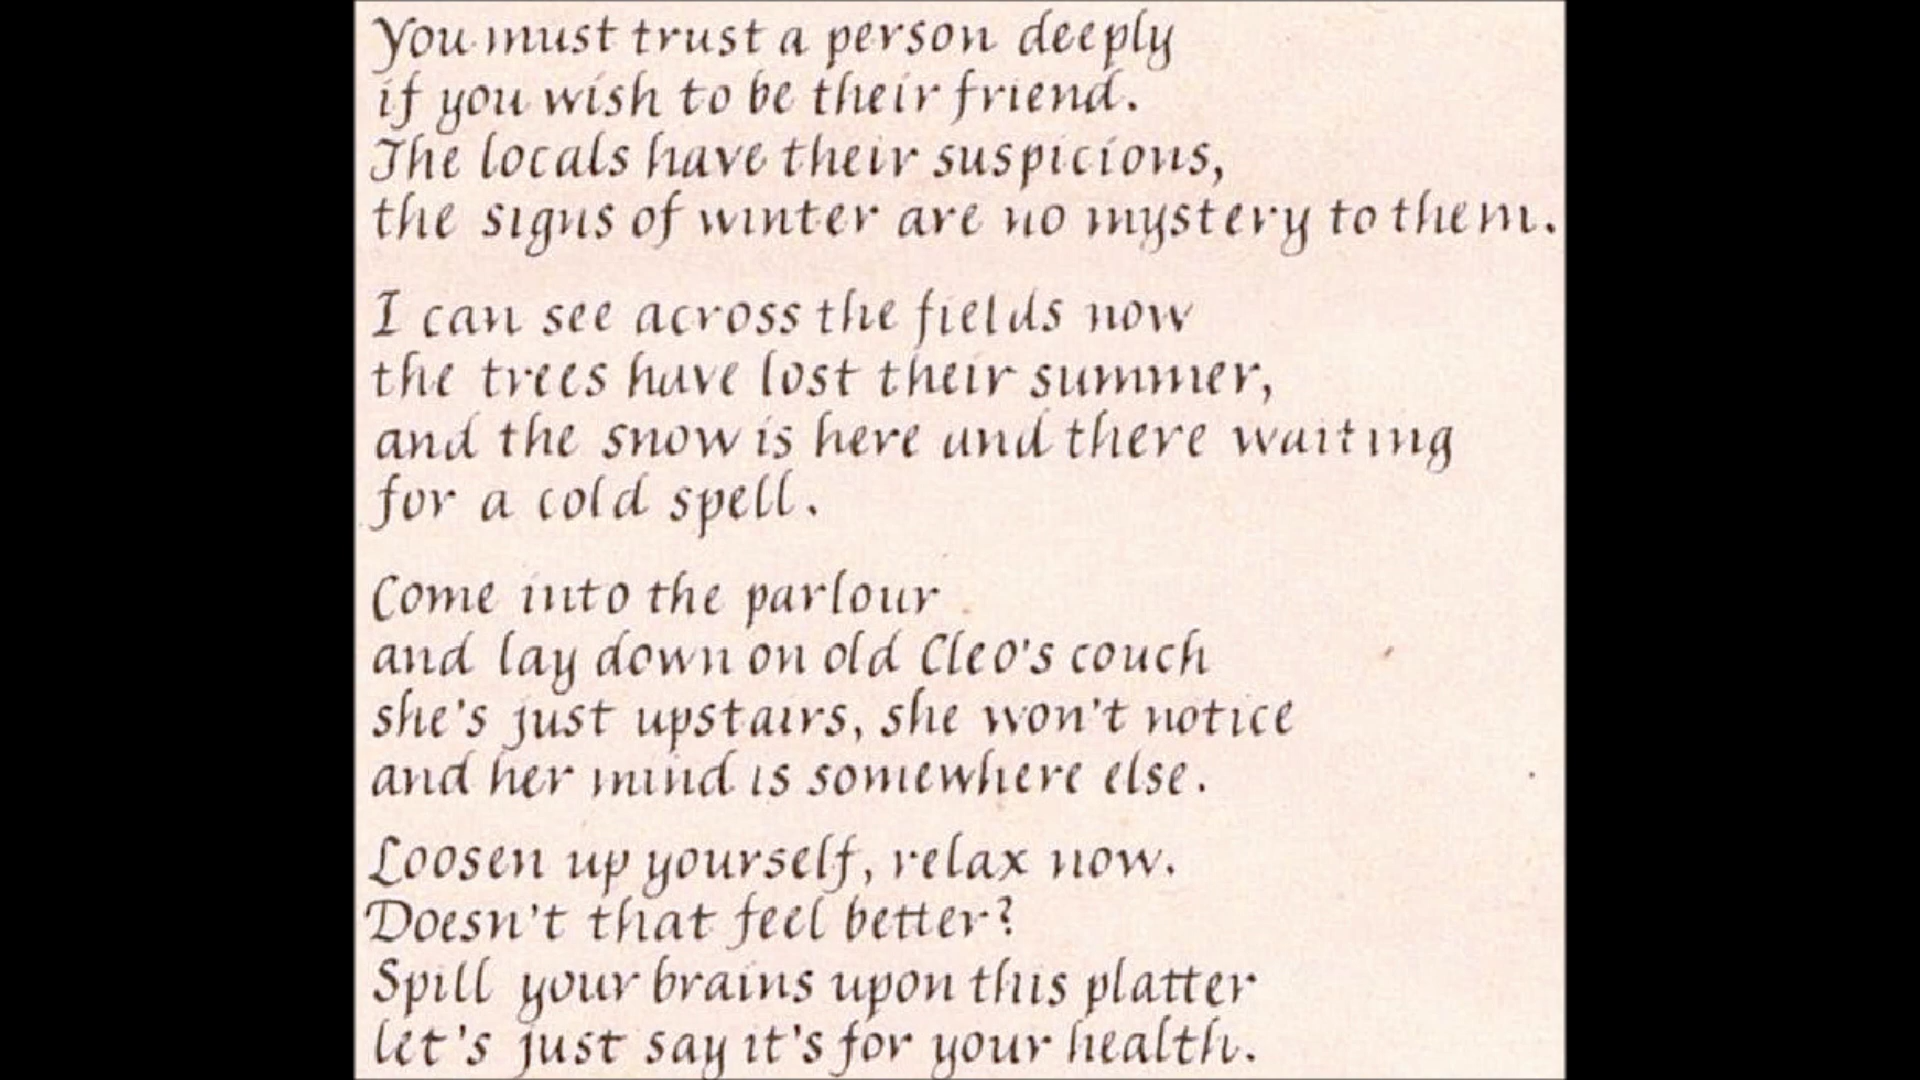 You must trust a person deeply
if you wish to be their friend.
The locals have their suspicions,
the signs of winter are no mystery to them.
I can see across the fields now
the trees have lost their summer,
and the snow is here and there waiting
for a cold spell.
Come into the parlour
and lay down on old Cleo's couch
she's just upstairs, she won't notice
and her mind is somewhere else.
Loosen up yourself, relax now.
Doesn't that feel better?
Spill your brains upon this platter
let's just say it's for your health.